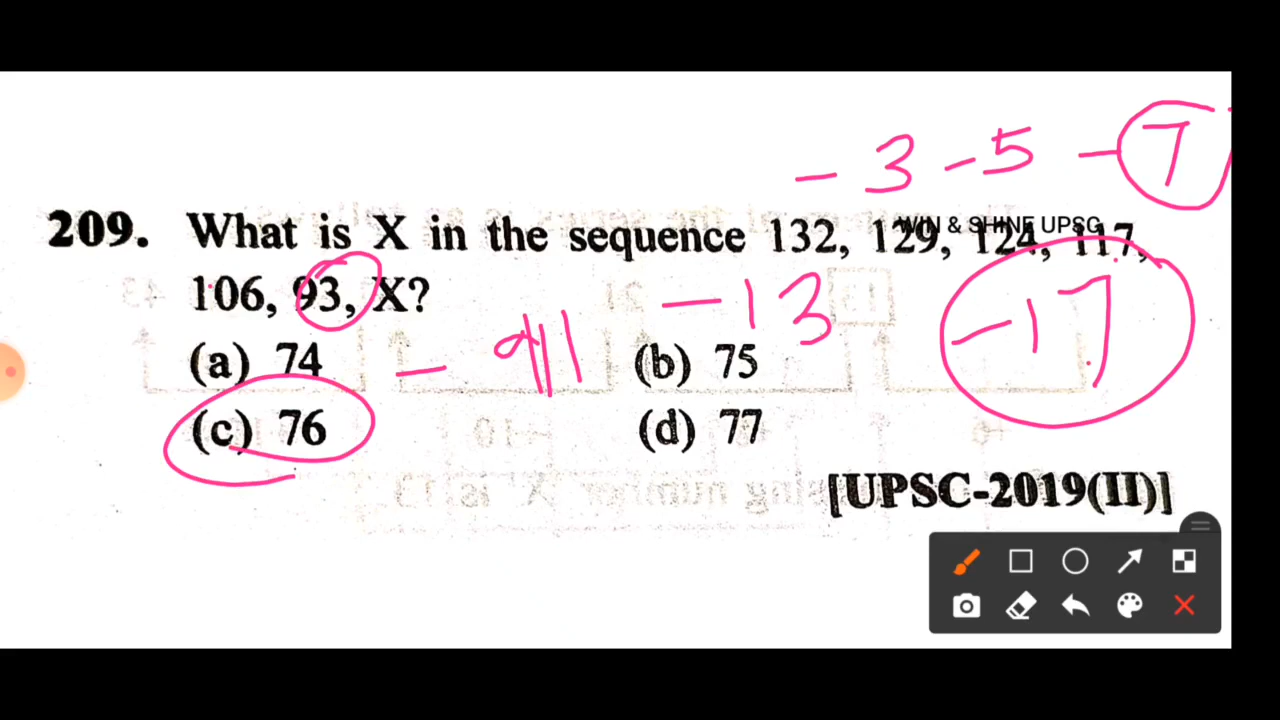 - 3 - 5 - 7
209. What is X in the sequence 132, 129, 124, 117,
WIN & SHINE UPSC
106, 93, X?
- 13
- 17
- 11
(a) 74 (b) 75
(c) 76 (d) 77
[UPSC-2019(II)]